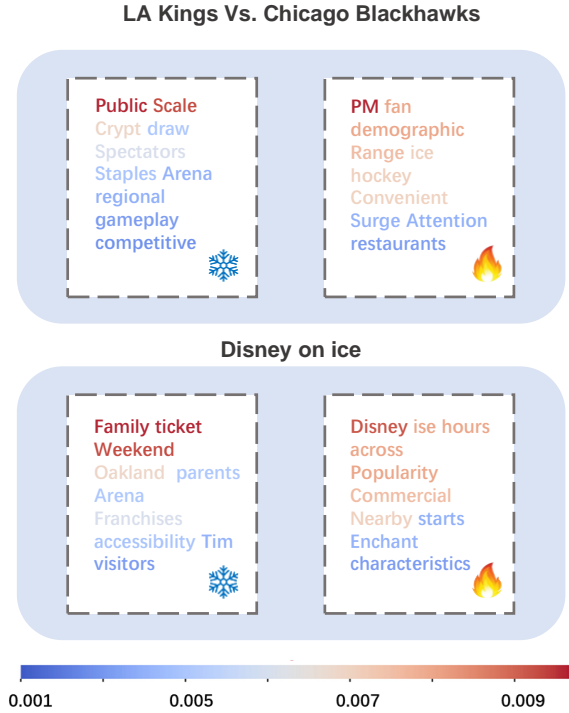 LA Kings Vs. Chicago Blackhawks
Public Scale
Crypt draw
Spectators
Staples Arena
regional
gameplay
competitive
PM fan
demographic
Range ice
hockey
Convenient
Surge Attention
restaurants
Disney on ice
Family ticket
Weekend
Oakland parents
Arena
Franchises
accessibility Tim
visitors
Disney ise hours
across
Popularity
Commercial
Nearby starts
Enchant
characteristics
0.001 0.005 0.007 0.009